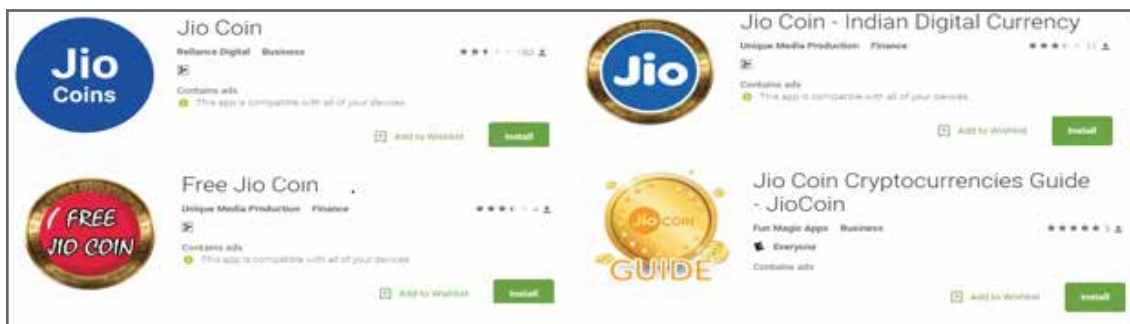 Jio
Coins
Jio Coin
Reliance Digital Business
Contains ads
This app is compatible with all of your devices.
Add to Wishlist
Install
Jio
Jio Coin - Indian Digital Currency
Unique Media Production Finance
Contains ads
This app is compatible with all of your devices.
Add to Wishlist
Install
FREE
JIO COIN
Free Jio Coin
Unique Media Production Finance
Contains ads
This app is compatible with all of your devices
Add to Wishlist
Install
Jio COIN
GUIDE
Jio Coin Cryptocurrencies Guide
- JioCoin
Fun Magic Apps Business
Everyone
Contains ads
Add to Wishlist
Install